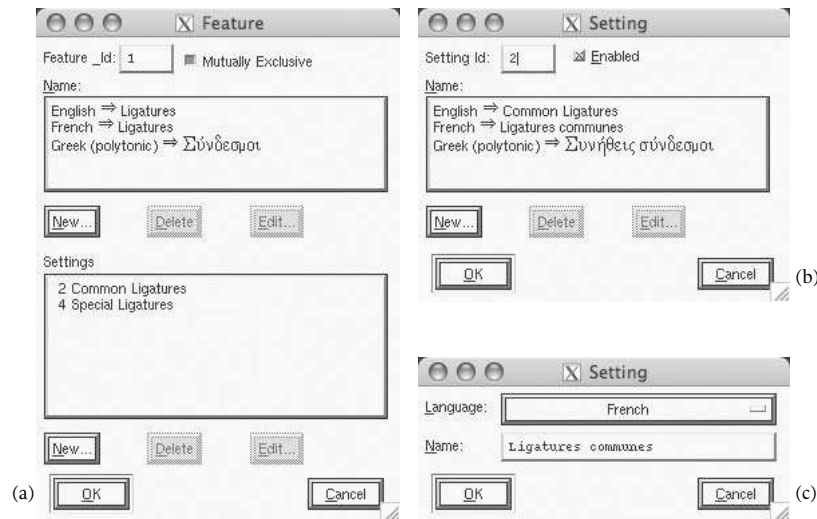 Feature
Feature _Id: 1 Mutually Exclusive
Name:
English ⇒ Ligatures
French ⇒ Ligatures
Greek (polytonic) ⇒ Σύνδεσμοι
New... Delete Edit...
Settings
2 Common Ligatures
4 Special Ligatures
New... Delete Edit...
(a) OK Cancel
Setting
Setting Id: 2 Enabled
Name:
English ⇒ Common Ligatures
French ⇒ Ligatures communes
Greek (polytonic) ⇒ Συνήθεις σύνδεσμοι
New... Delete Edit...
OK Cancel (b)
Setting
Language: French
Name: Ligatures communes
OK Cancel (c)